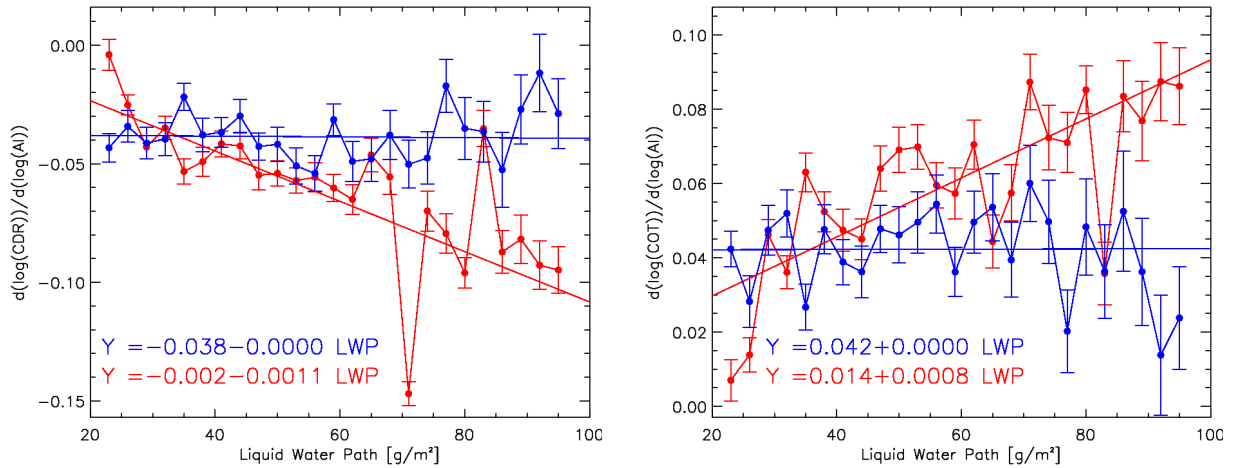 d(log(CDR))/d(log(AI))
0.00
−0.05
−0.10
−0.15
Y =−0.038−0.0000 LWP
Y =−0.002−0.0011 LWP
20 40 60 80 100
Liquid Water Path [g/m²]
d(log(COT))/d(log(AI))
0.10
0.08
0.06
0.04
0.02
0.00
Y =0.042+0.0000 LWP
Y =0.014+0.0008 LWP
20 40 60 80 100
Liquid Water Path [g/m²]